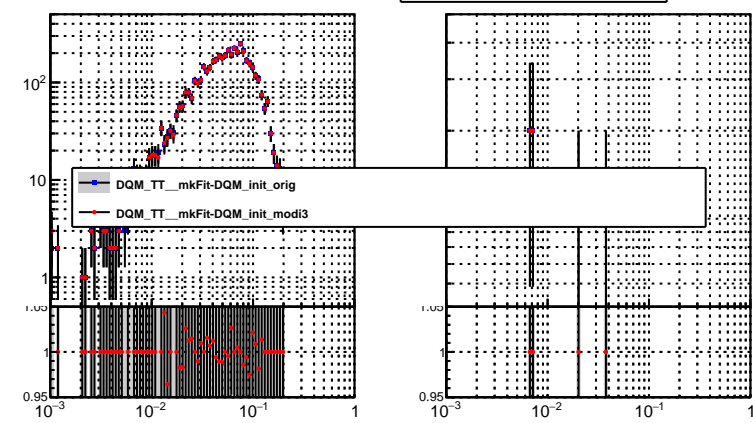 10²
10
1
DQM_TT__mkFit-DQM_init_orig
DQM_TT__mkFit-DQM_init_modi3
1.05 1.05
1 1
0.95 0.95
10⁻³ 10⁻² 10⁻¹ 1 10⁻³ 10⁻² 10⁻¹ 1